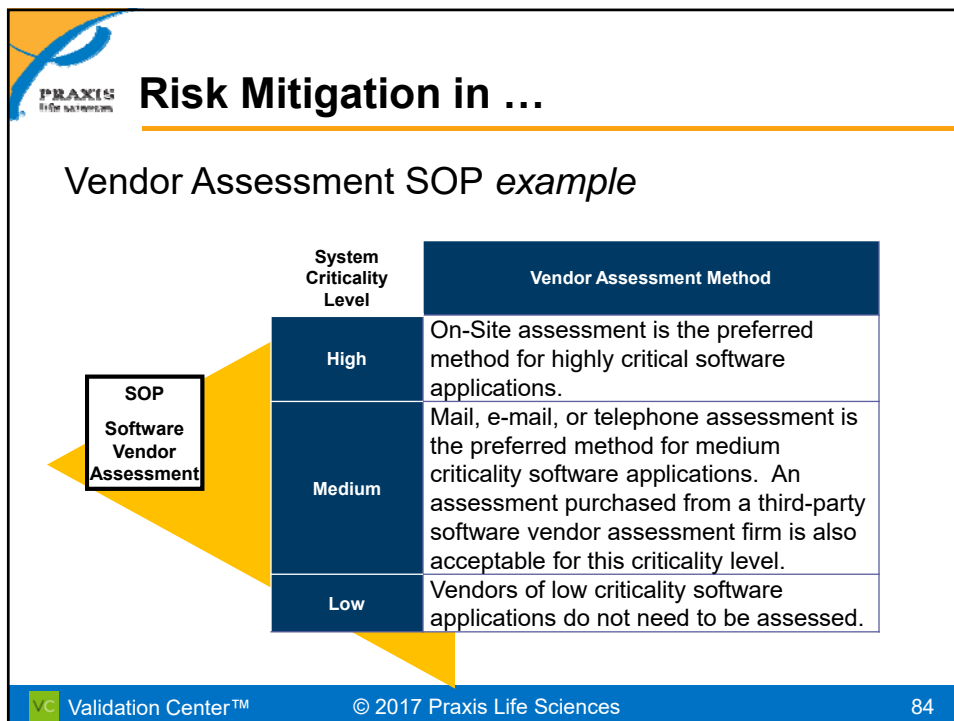 PRAXIS
life sciences
Risk Mitigation in …
Vendor Assessment SOP example
System
Criticality
Level
Vendor Assessment Method
High
On-Site assessment is the preferred
method for highly critical software
applications.
SOP
Software
Vendor
Assessment
Medium
Mail, e-mail, or telephone assessment is
the preferred method for medium
criticality software applications.  An
assessment purchased from a third-party
software vendor assessment firm is also
acceptable for this criticality level.
Low
Vendors of low criticality software
applications do not need to be assessed.
VC Validation Center™ © 2017 Praxis Life Sciences 84